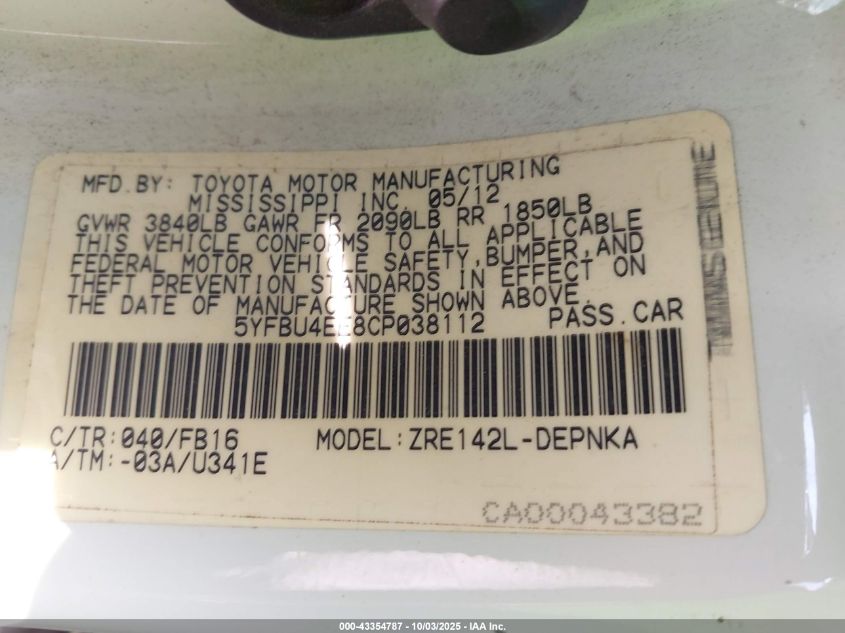 MFD.BY: TOYOTA MOTOR MANUFACTURING
MISSISSIPPI INC. 05/12
GVWR 3840LB GAWR FR 2090LB RR 1850LB
THIS VEHICLE CONFORMS TO ALL APPLICABLE
FEDERAL MOTOR VEHICLE SAFETY,BUMPER,AND
THEFT PREVENTION STANDARDS IN EFFECT ON
THE DATE OF MANUFACTURE SHOWN ABOVE.
5YFBU4EE8CP038112 PASS.CAR
C/TR:040/FB16 MODEL:ZRE142L-DEPNKA
A/TM:-03A/U341E
CA00043382
000-43354787 - 10/03/2025 - IAA Inc.